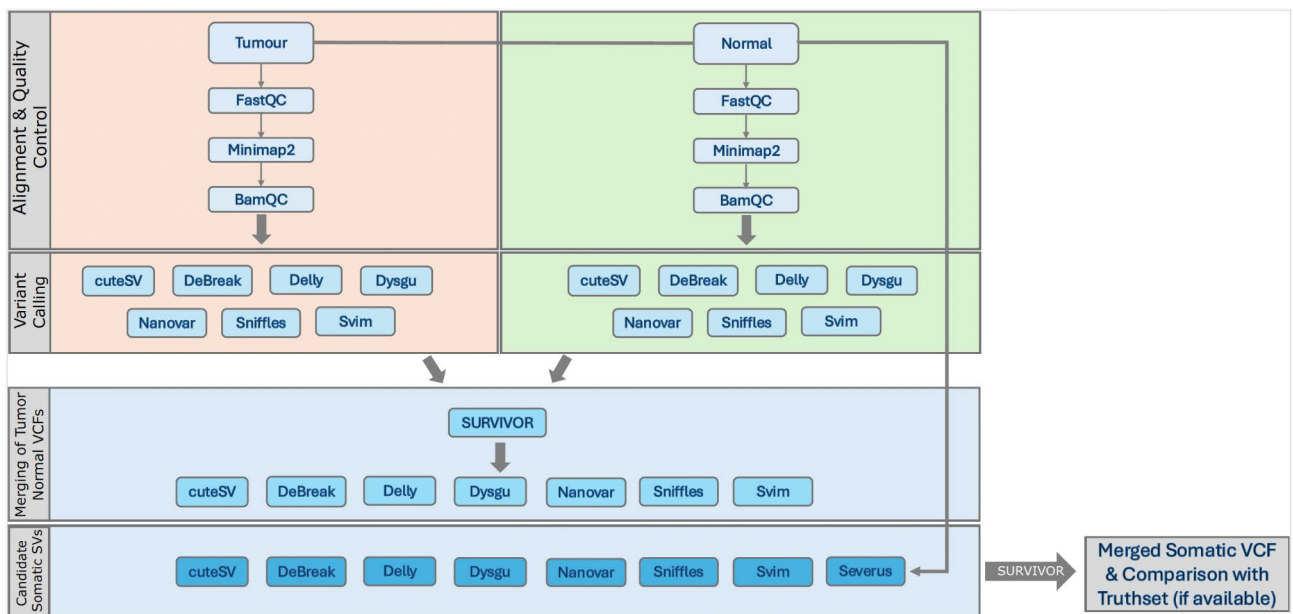 Alignment & Quality
Control
Tumour
Normal
FastQC
FastQC
Minimap2
Minimap2
BamQC
BamQC
Variant
Calling
cuteSV DeBreak Delly Dysgu
Nanovar Sniffles Svim
cuteSV DeBreak Delly Dysgu
Nanovar Sniffles Svim
Merging of Tumor
Normal VCFs
SURVIVOR
cuteSV DeBreak Delly Dysgu Nanovar Sniffles Svim
Candidate
Somatic SVs
cuteSV DeBreak Delly Dysgu Nanovar Sniffles Svim Severus
SURVIVOR
Merged Somatic VCF
& Comparison with
Truthset (if available)